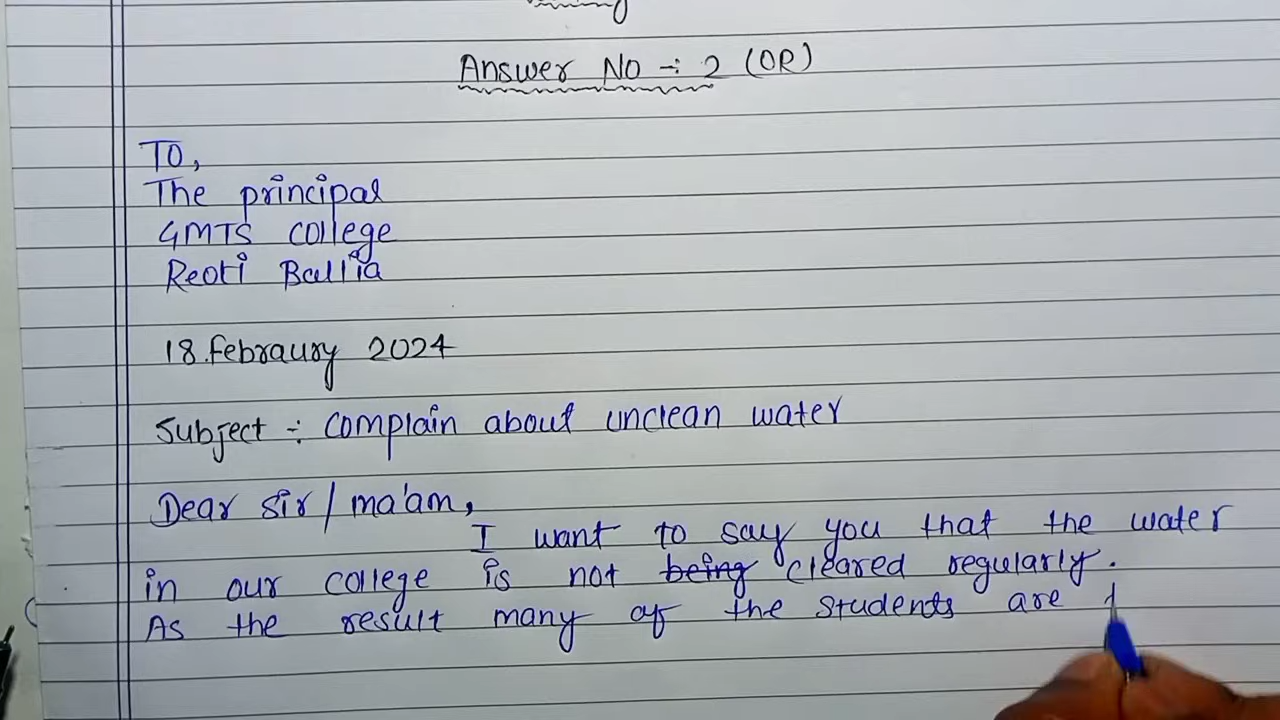 Answer No -: 2 (OR)
TO,
The principal
GMTS college
Reoti Ballia
18.Febraury 2024
Subject -: complain about unclean water
Dear sir / ma'am,
I want to say you that the water
in our college is not being cleared regularly.
As the result many of the students are